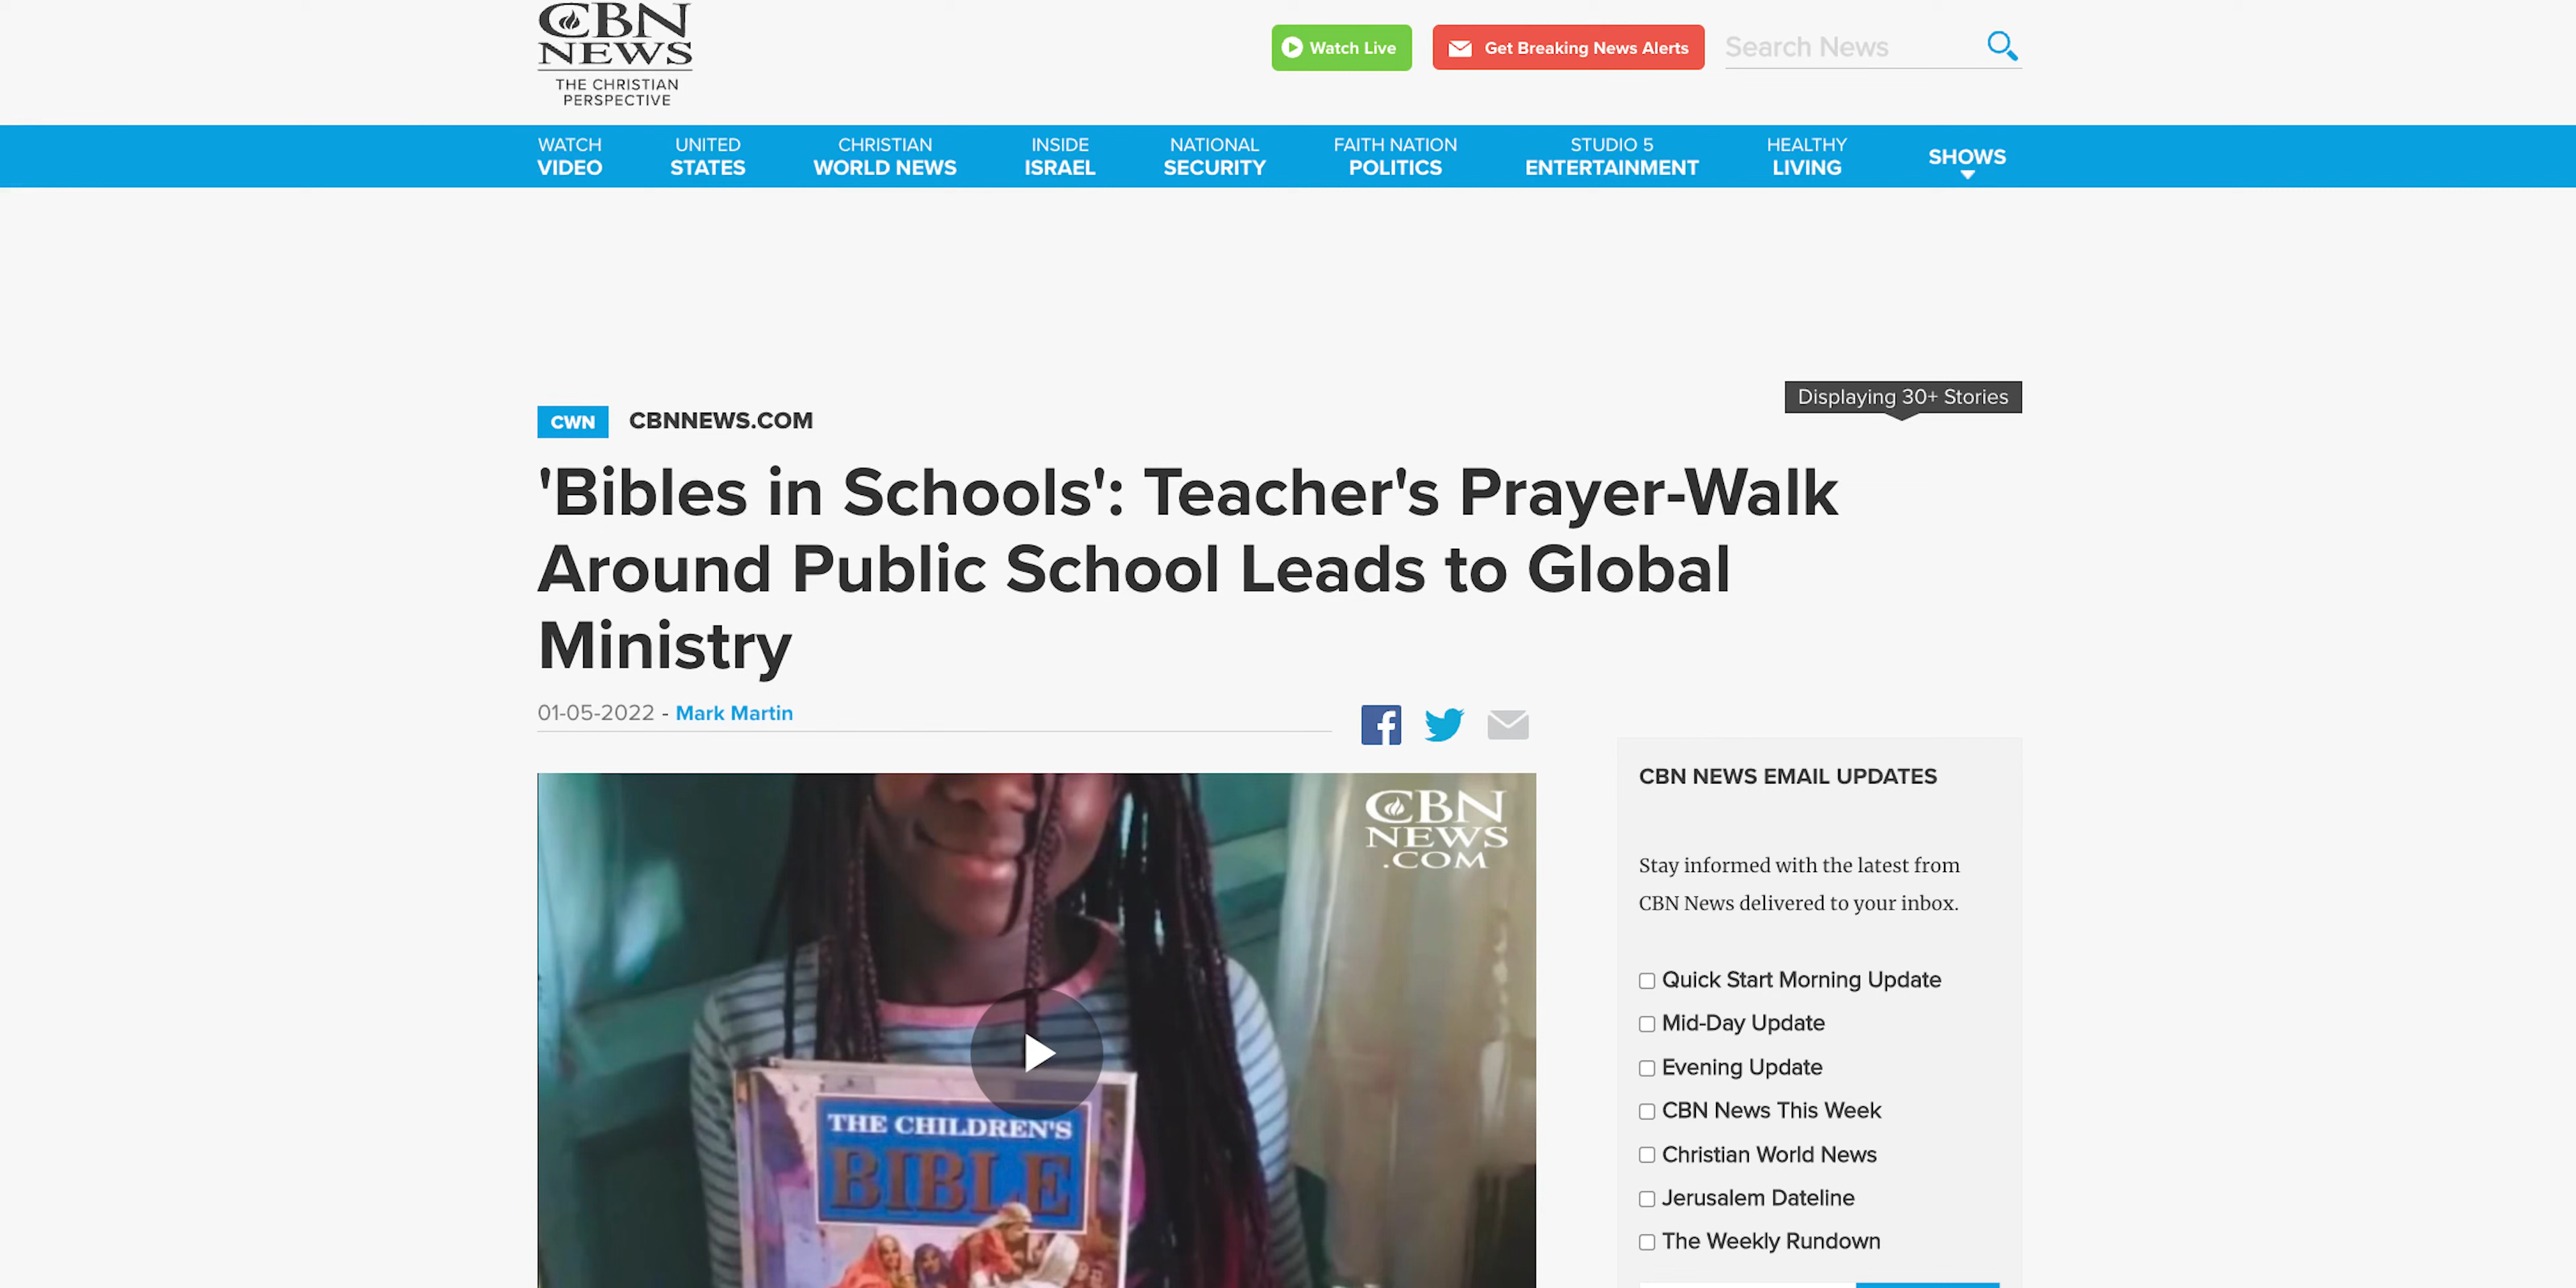 CBN
NEWS
THE CHRISTIAN
PERSPECTIVE
Watch Live
Get Breaking News Alerts
Search News
WATCH
VIDEO
UNITED
STATES
CHRISTIAN
WORLD NEWS
INSIDE
ISRAEL
NATIONAL
SECURITY
FAITH NATION
POLITICS
STUDIO 5
ENTERTAINMENT
HEALTHY
LIVING
SHOWS
Displaying 30+ Stories
CWN CBNNEWS.COM
'Bibles in Schools': Teacher's Prayer-Walk
Around Public School Leads to Global
Ministry
01-05-2022 - Mark Martin
CBN
NEWS
.COM
THE CHILDREN'S
BIBLE
CBN NEWS EMAIL UPDATES
Stay informed with the latest from
CBN News delivered to your inbox.
Quick Start Morning Update
Mid-Day Update
Evening Update
CBN News This Week
Christian World News
Jerusalem Dateline
The Weekly Rundown